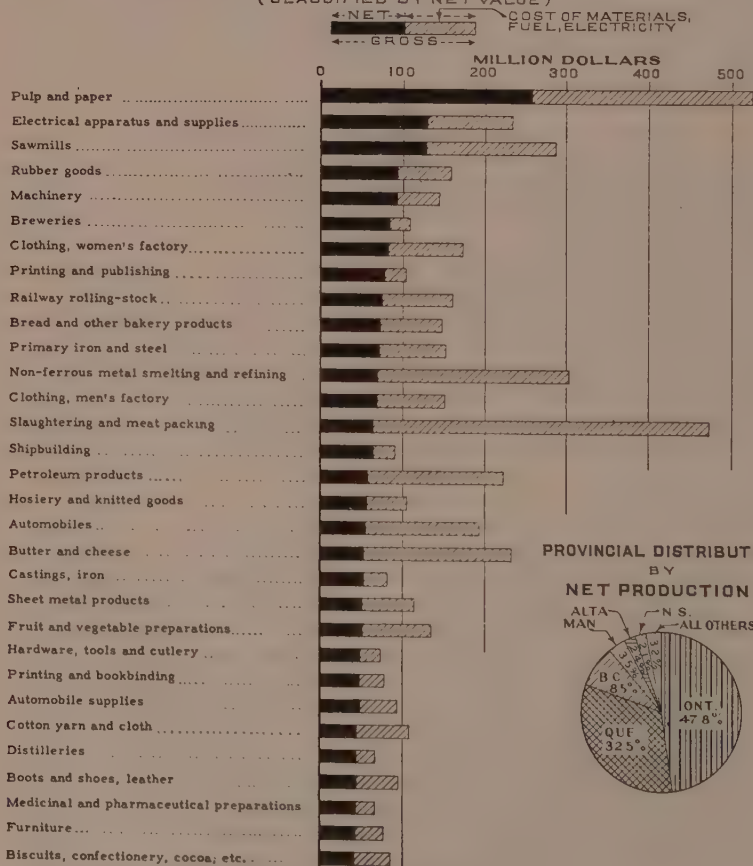 (CLASSIFIED BY NET VALUE)
NET
COST OF MATERIALS,
FUEL, ELECTRICITY
GROSS
MILLION DOLLARS
0 100 200 300 400 500
Pulp and paper
Electrical apparatus and supplies
Sawmills
Rubber goods
Machinery
Breweries
Clothing, women's factory
Printing and publishing
Railway rolling-stock
Bread and other bakery products
Primary iron and steel
Non-ferrous metal smelting and refining
Clothing, men's factory
Slaughtering and meat packing
Shipbuilding
Petroleum products
Hosiery and knitted goods
Automobiles
Butter and cheese
Castings, iron
Sheet metal products
Fruit and vegetable preparations
Hardware, tools and cutlery
Printing and bookbinding
Automobile supplies
Cotton yarn and cloth
Distilleries
Boots and shoes, leather
Medicinal and pharmaceutical preparations
Furniture
Biscuits, confectionery, cocoa, etc.
PROVINCIAL DISTRIBUT
BY
NET PRODUCTION
ALTA
N S.
MAN
ALL OTHERS
B C
8 5%
ONT.
47 8%
QUE
32 5%